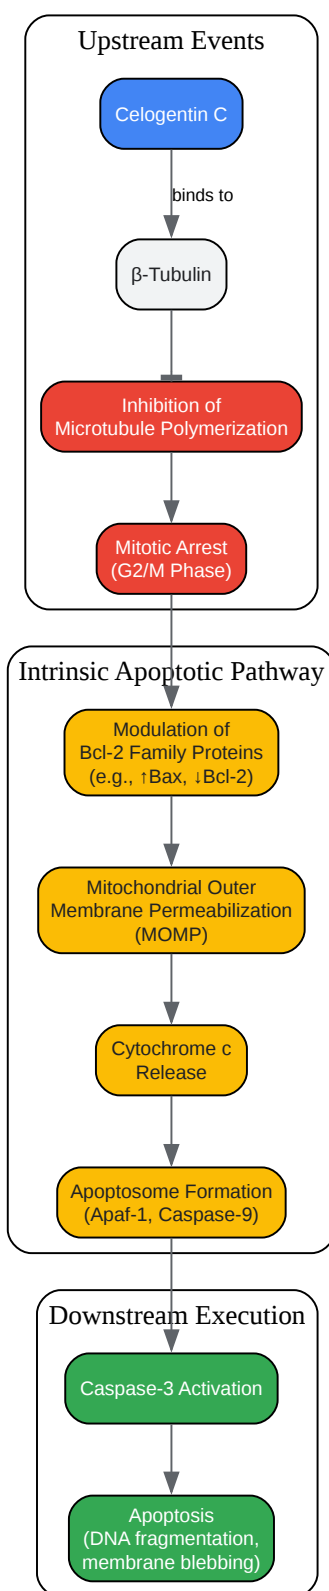 Upstream Events
Celogentin C
binds to
β-Tubulin
Inhibition of
Microtubule Polymerization
Mitotic Arrest
(G2/M Phase)
Intrinsic Apoptotic Pathway
Modulation of
Bcl-2 Family Proteins
(e.g., ↑Bax, ↓Bcl-2)
Mitochondrial Outer
Membrane Permeabilization
(MOMP)
Cytochrome c
Release
Apoptosome Formation
(Apaf-1, Caspase-9)
Downstream Execution
Caspase-3 Activation
Apoptosis
(DNA fragmentation,
membrane blebbing)